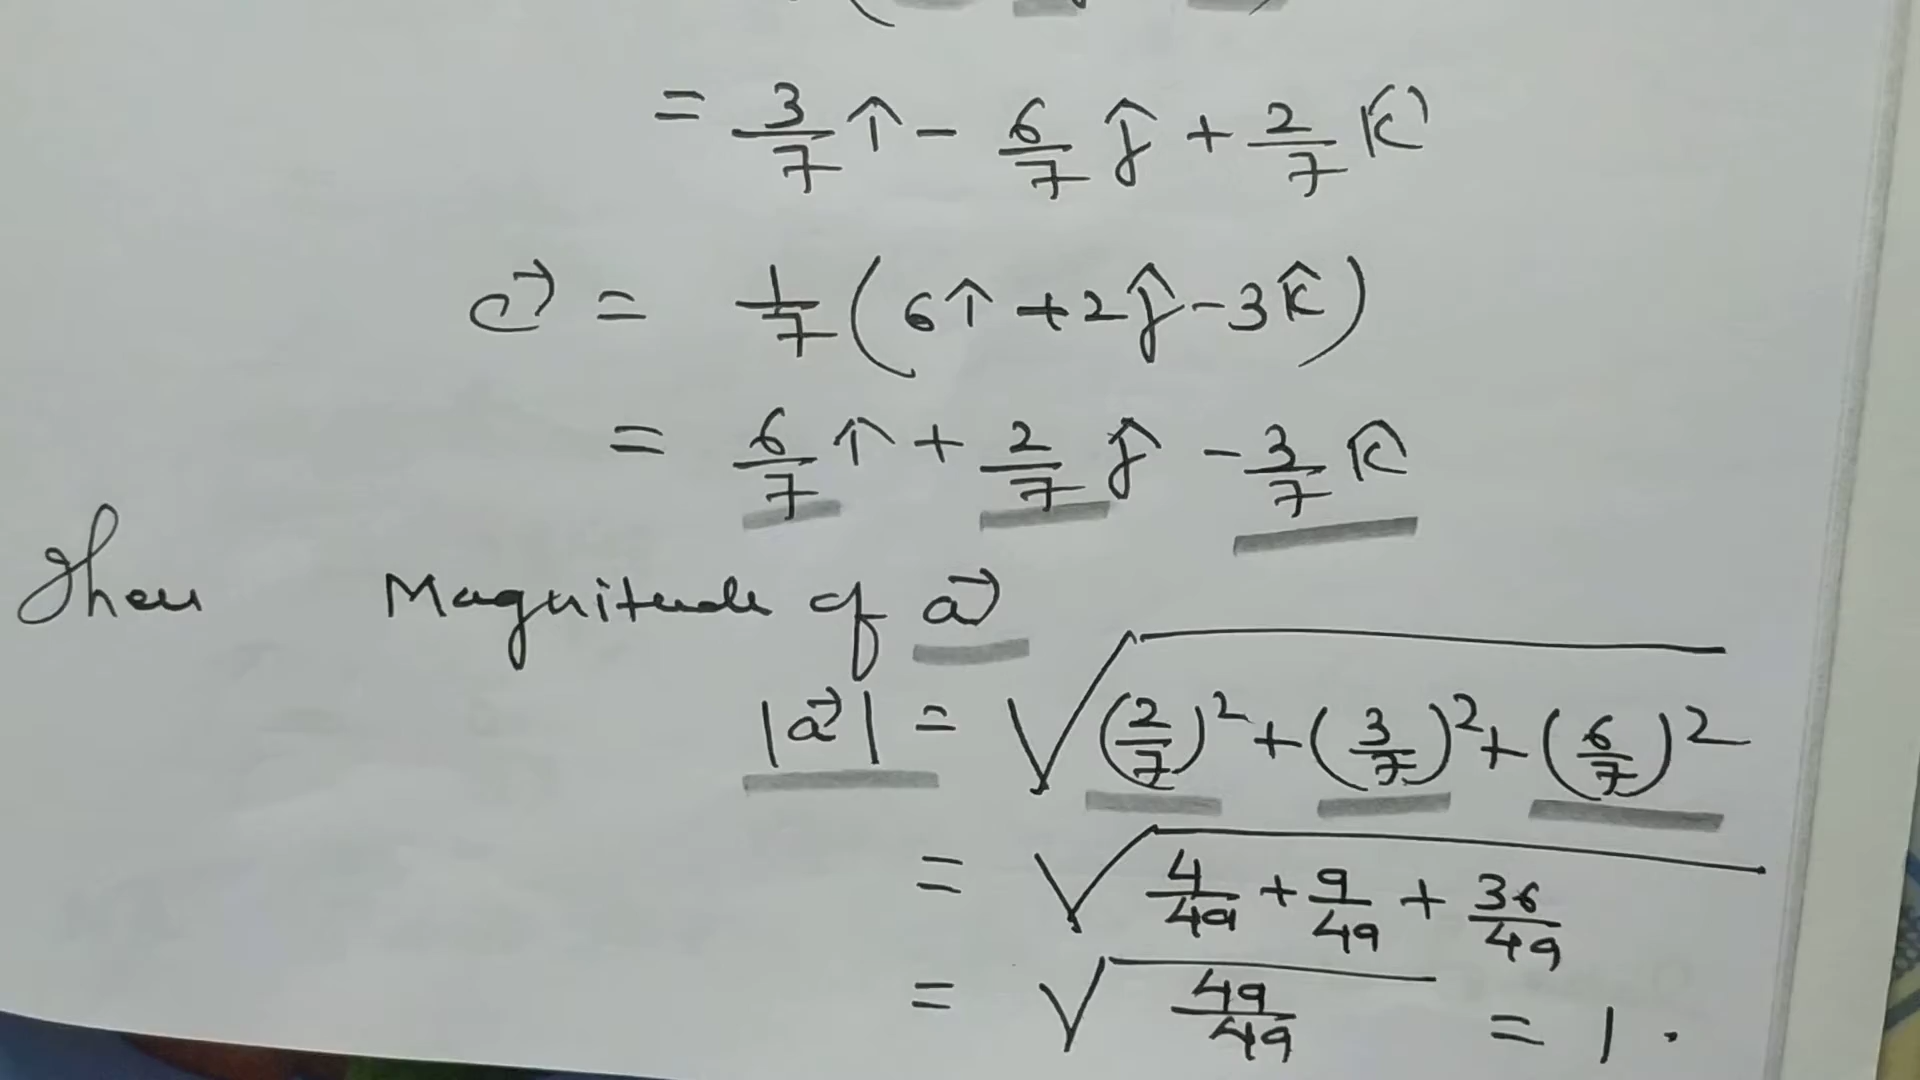 = 3/7 î - 6/7 ĵ + 2/7 k̂
c⃗ = 1/7 (6î + 2ĵ - 3k̂)
= 6/7 î + 2/7 ĵ - 3/7 k̂
Then Magnitude of a⃗
|a⃗| = √((2/7)² + (3/7)² + (6/7)²)
= √(4/49 + 9/49 + 36/49)
= √(49/49) = 1.